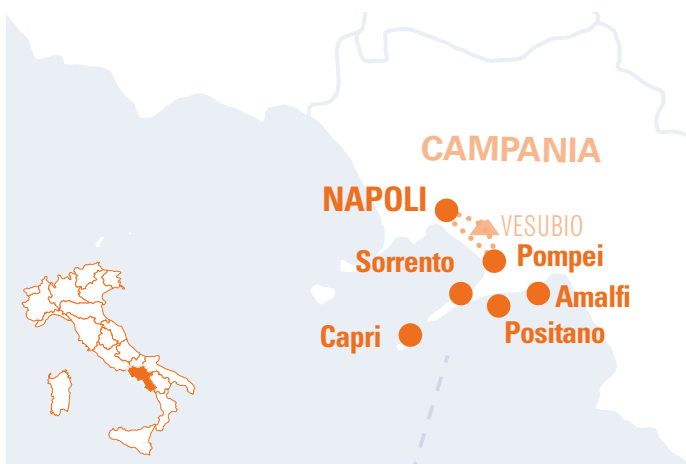 CAMPANIA
NAPOLI
VESUBIO
Pompei
Sorrento
Amalfi
Positano
Capri